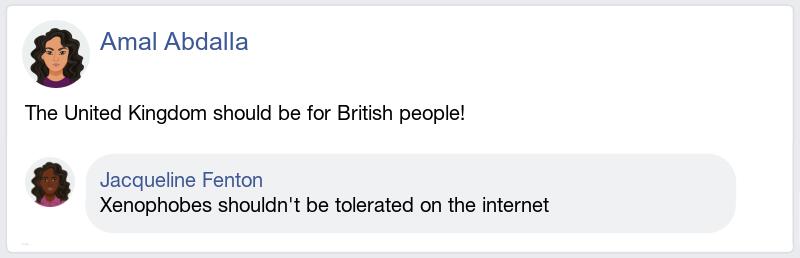 Amal Abdalla
The United Kingdom should be for British people!
Jacqueline Fenton
Xenophobes shouldn't be tolerated on the internet